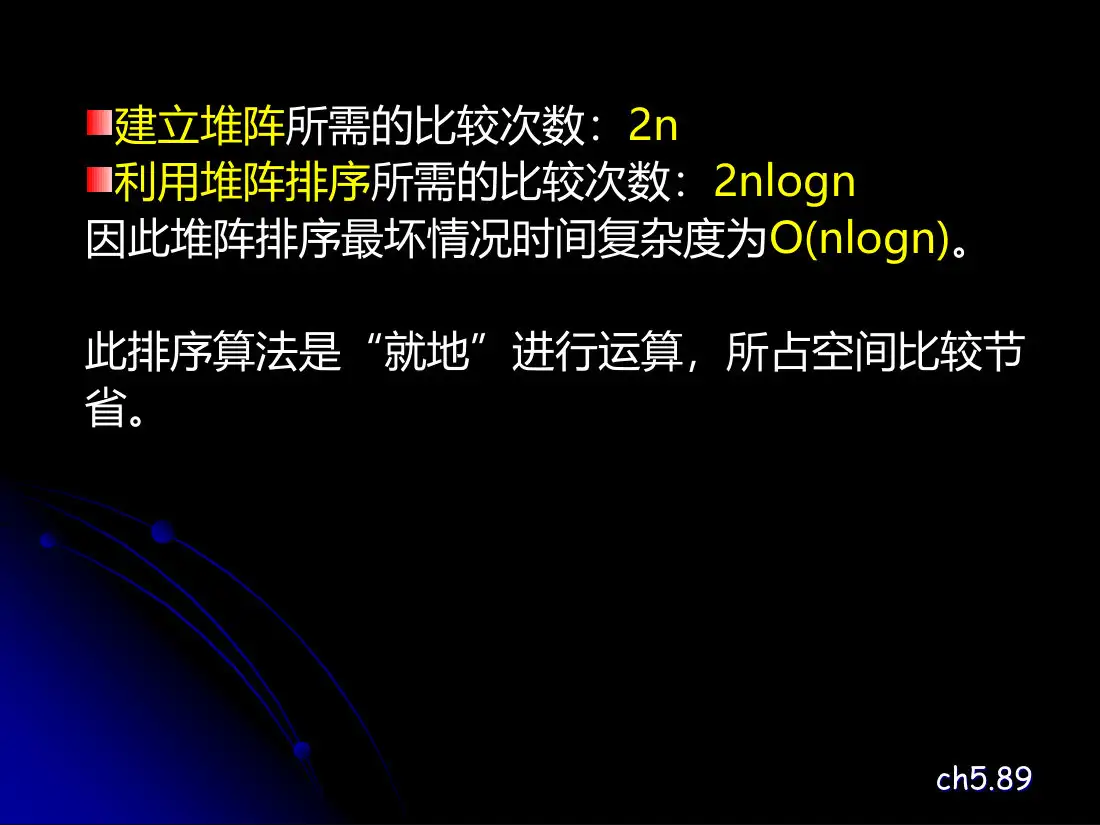 建立堆阵所需的比较次数：2n
利用堆阵排序所需的比较次数：2nlogn
因此堆阵排序最坏情况时间复杂度为O(nlogn)。
此排序算法是“就地”进行运算，所占空间比较节
省。
ch5.89